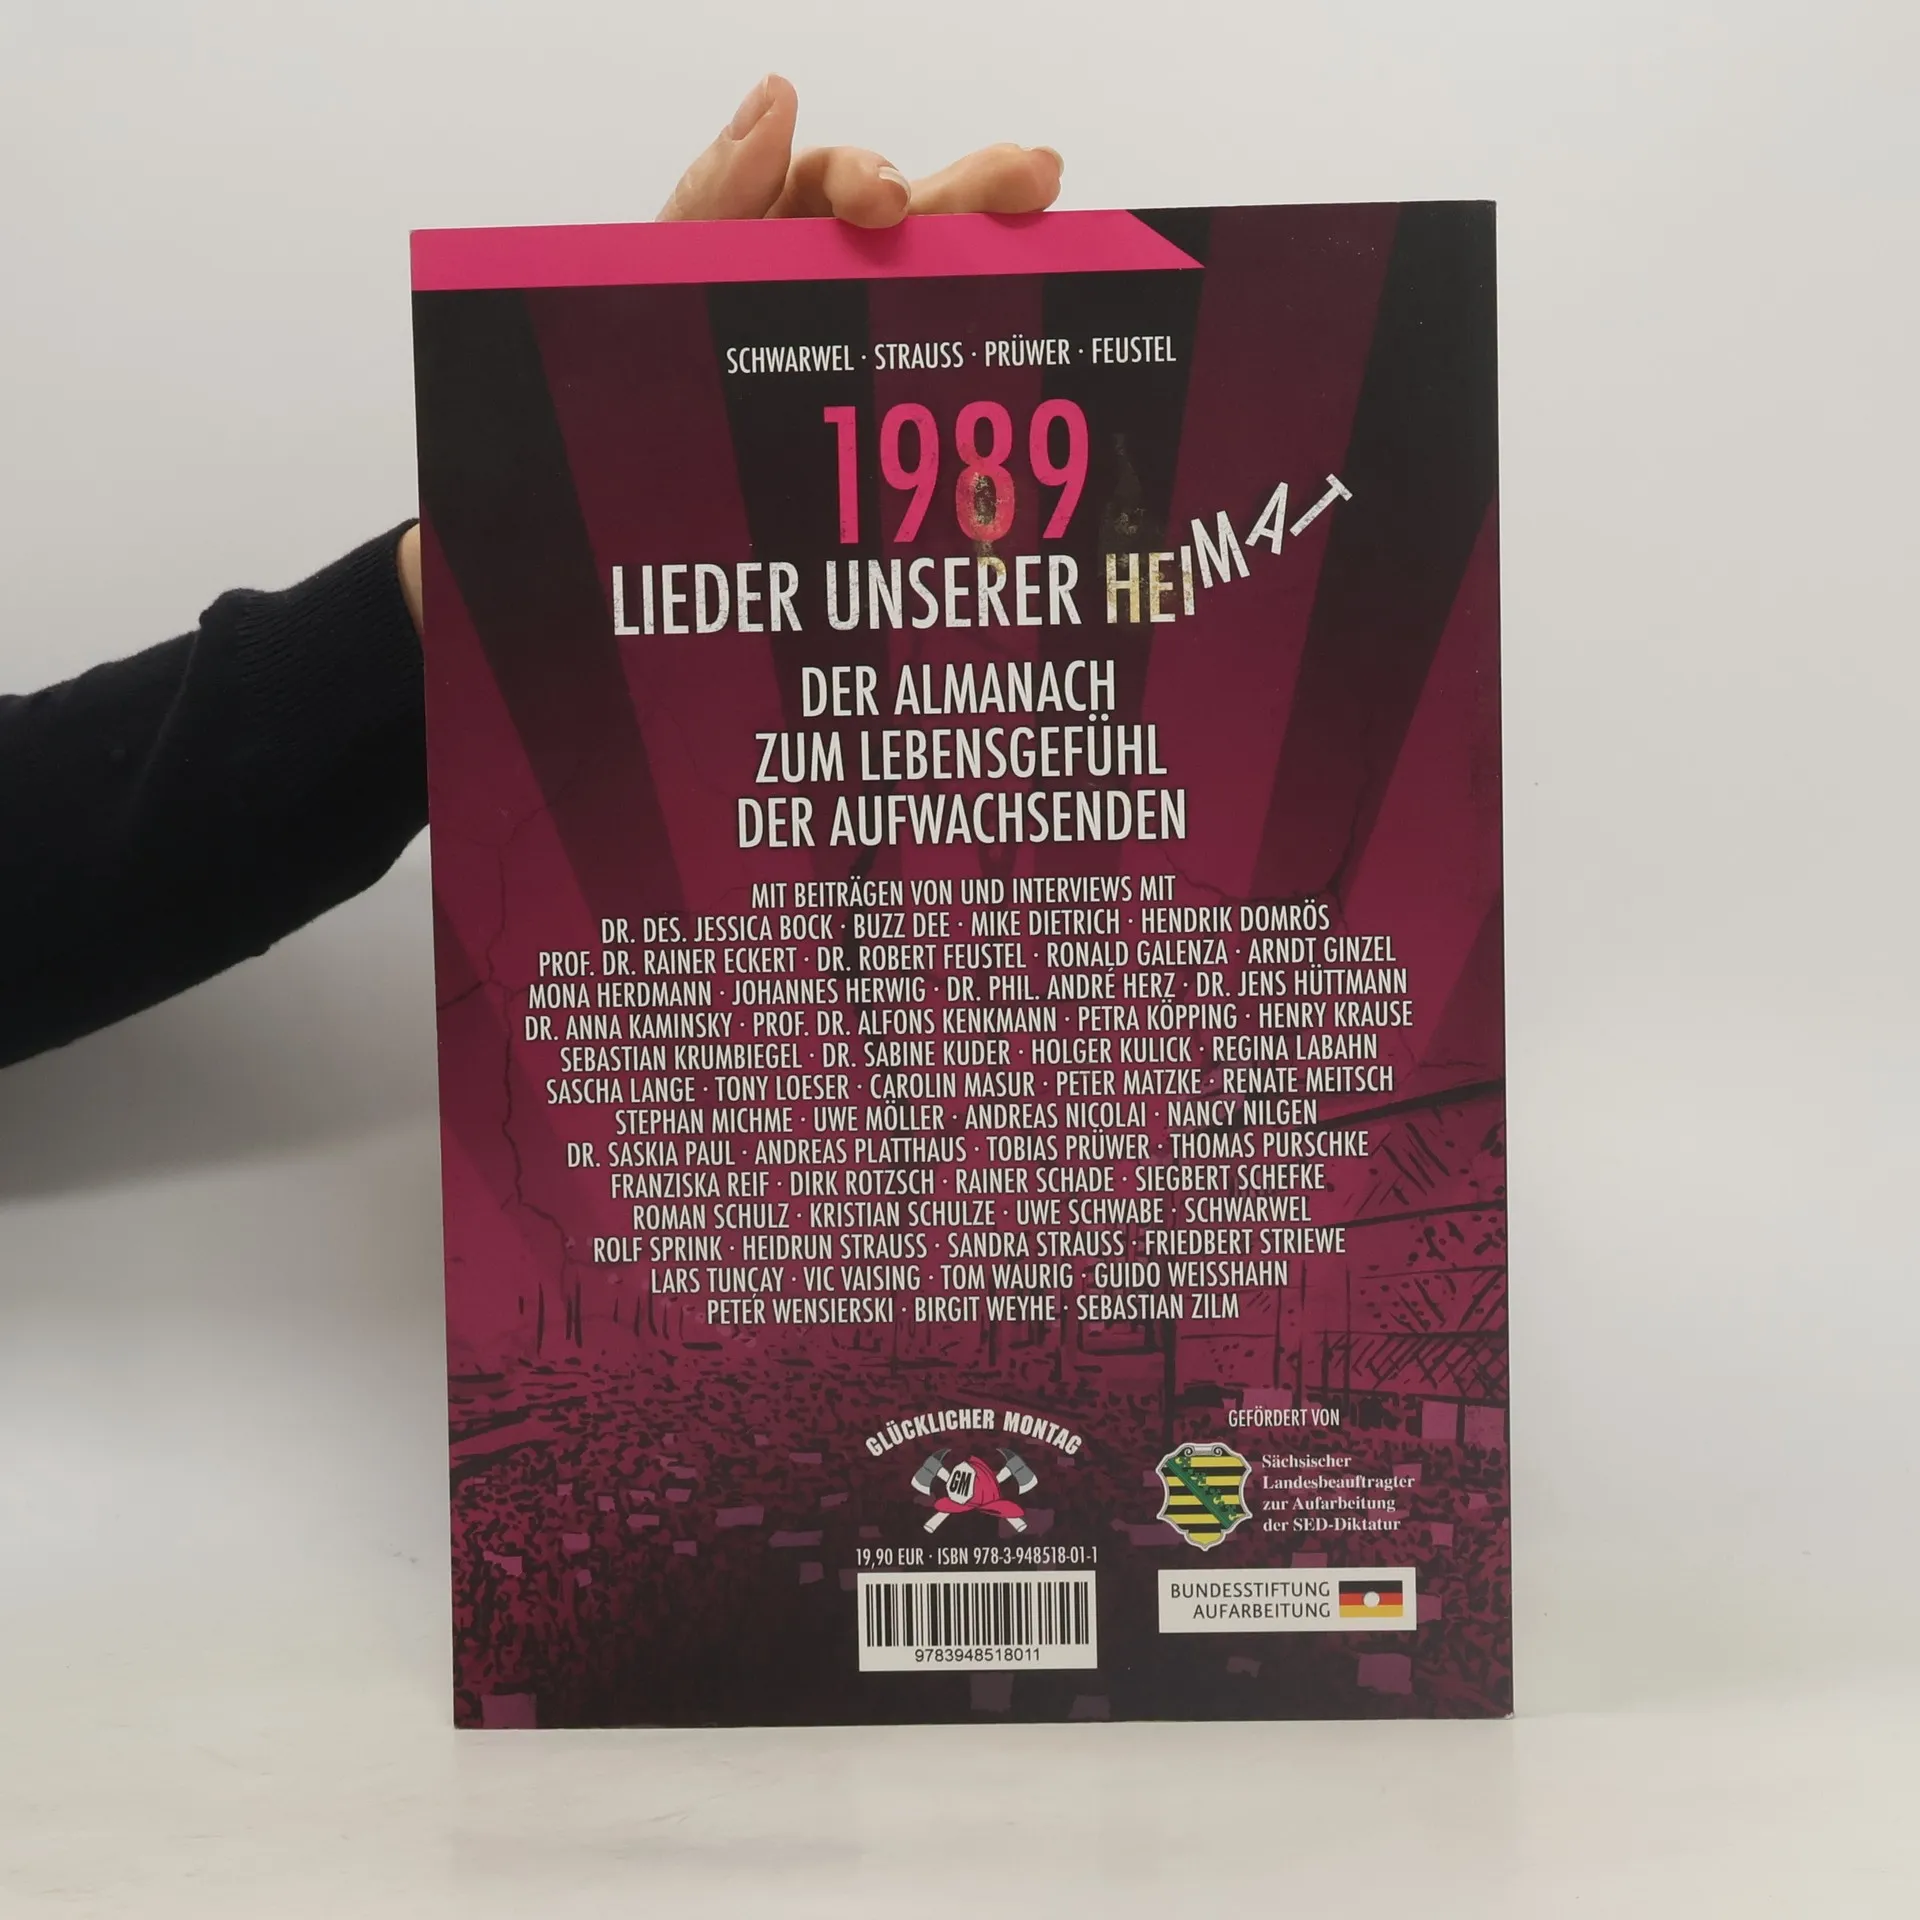 SCHWARWEL · STRAUSS · PRÜWER · FEUSTEL
1989
LIEDER UNSERER HEIMAT
DER ALMANACH
ZUM LEBENSGEFÜHL
DER AUFWACHSENDEN
MIT BEITRÄGEN VON UND INTERVIEWS MIT
DR. DES. JESSICA BOCK · BUZZ DEE · MIKE DIETRICH · HENDRIK DOMRÖS
PROF. DR. RAINER ECKERT · DR. ROBERT FEUSTEL · RONALD GALENZA · ARNDT GINZEL
MONA HERDMANN · JOHANNES HERWIG · DR. PHIL. ANDRÉ HERZ · DR. JENS HÜTTMANN
DR. ANNA KAMINSKY · PROF. DR. ALFONS KENKMANN · PETRA KÖPPING · HENRY KRAUSE
SEBASTIAN KRUMBIEGEL · DR. SABINE KUDER · HOLGER KULICK · REGINA LABAHN
SASCHA LANGE · TONY LOESER · CAROLIN MASUR · PETER MATZKE · RENATE MEITSCH
STEPHAN MICHME · UWE MÖLLER · ANDREAS NICOLAI · NANCY NILGEN
DR. SASKIA PAUL · ANDREAS PLATTHAUS · TOBIAS PRÜWER · THOMAS PURSCHKE
FRANZISKA REIF · DIRK ROTZSCH · RAINER SCHADE · SIEGBERT SCHEFKE
ROMAN SCHULZ · KRISTIAN SCHULZE · UWE SCHWABE · SCHWARWEL
ROLF SPRINK · HEIDRUN STRAUSS · SANDRA STRAUSS · FRIEDBERT STRIEWE
LARS TUNÇAY · VIC VAISING · TOM WAURIG · GUIDO WEISSHAHN
PETER WENSIERSKI · BIRGIT WEYHE · SEBASTIAN ZILM
GLÜCKLICHER MONTAG
GM
19,90 EUR · ISBN 978-3-948518-01-1
9783948518011
GEFÖRDERT VON
Sächsischer
Landesbeauftragter
zur Aufarbeitung
der SED-Diktatur
BUNDESSTIFTUNG
AUFARBEITUNG